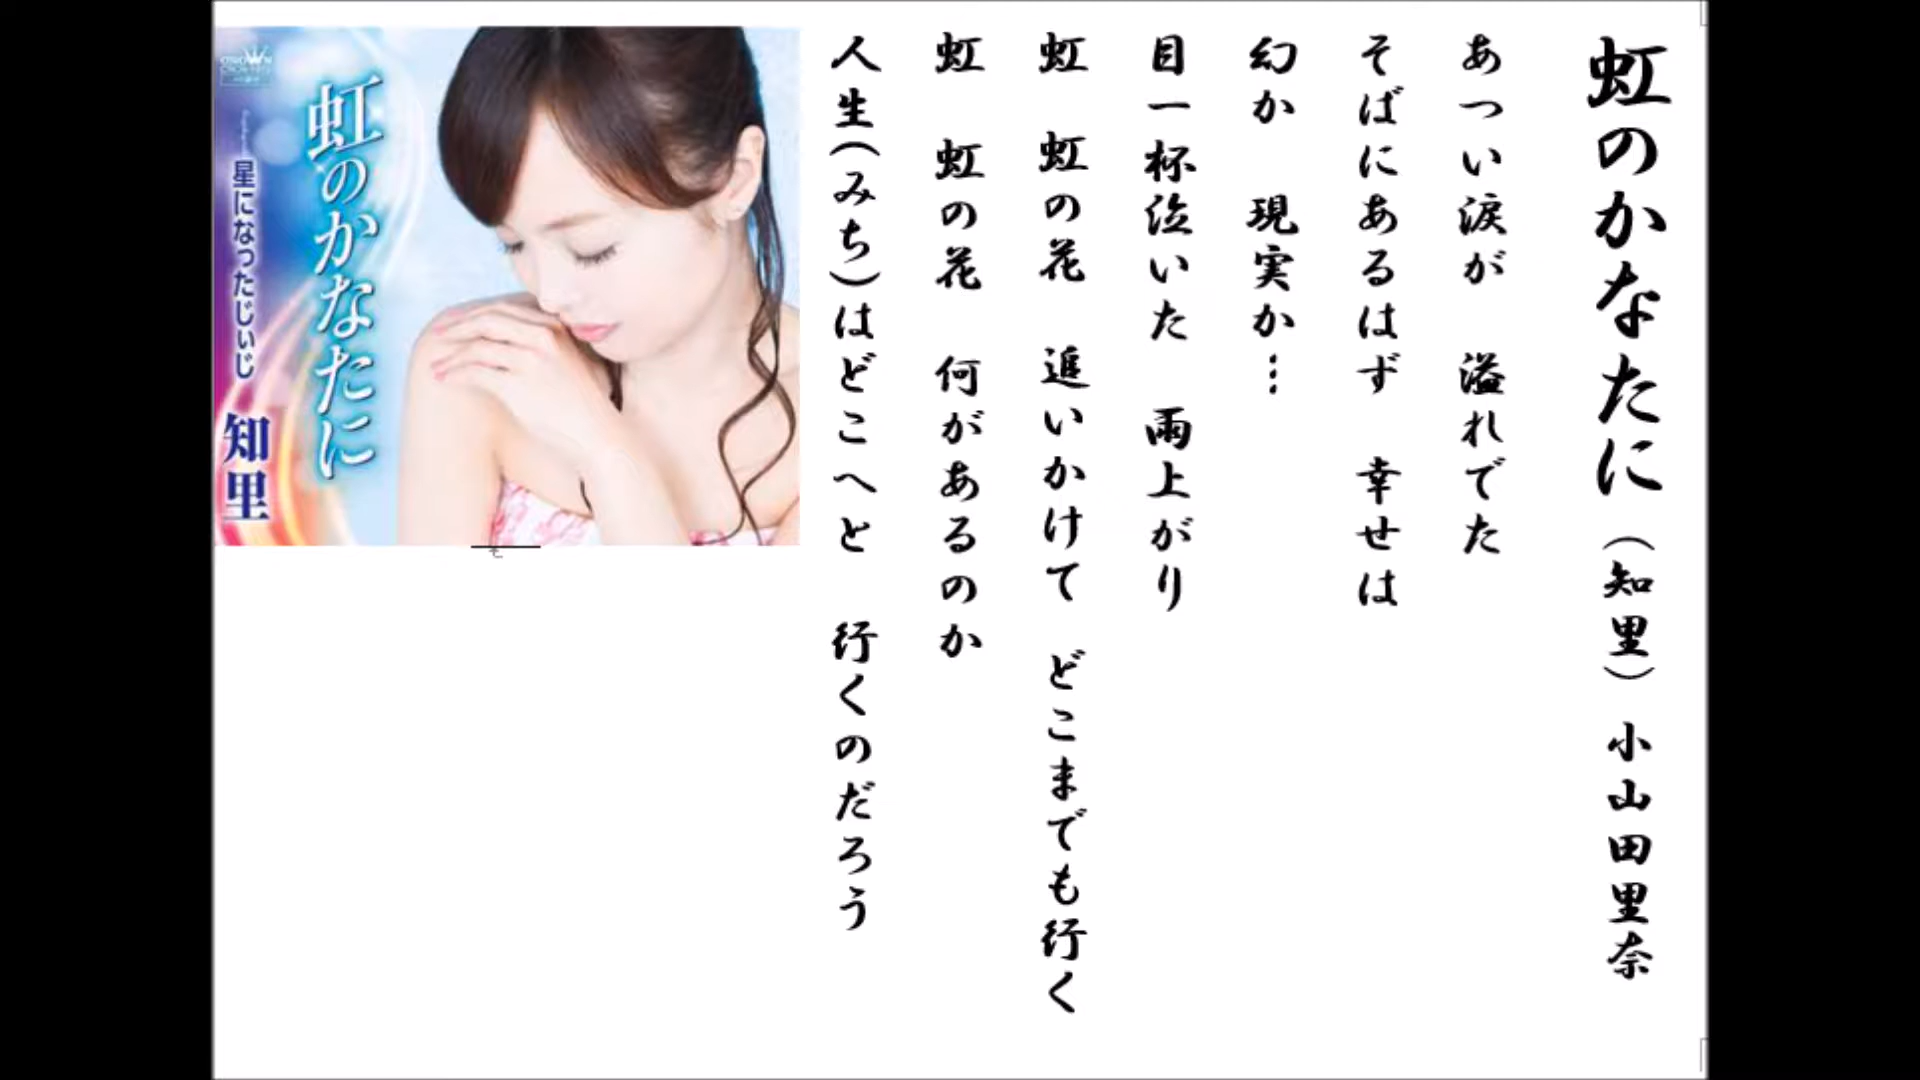 虹のかなたに（知里）小山田里奈
あつい涙が　溢れでた
そばにあるはず　幸せは
幻か　現実か…
目一杯泣いた　雨上がり
虹　虹の花　追いかけて　どこまでも行く
虹　虹の花　何があるのか
人生(みち)はどこへと　行くのだろう
虹のかなたに
星になったじぃじ
知里
CROWN